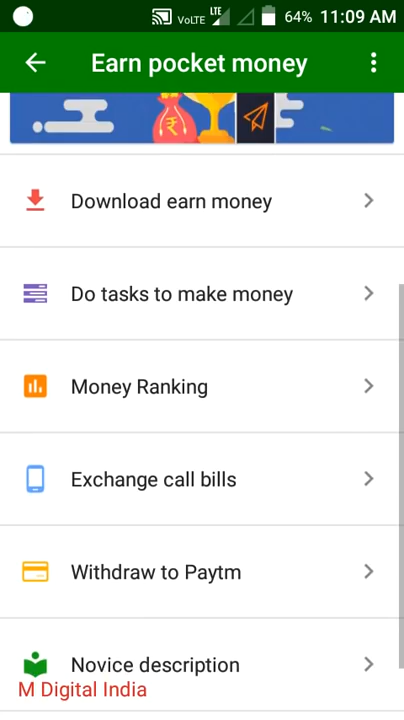 VoLTE LTE 64% 11:09 AM
Earn pocket money
₹
Download earn money
Do tasks to make money
Money Ranking
Exchange call bills
Withdraw to Paytm
Novice description
M Digital India